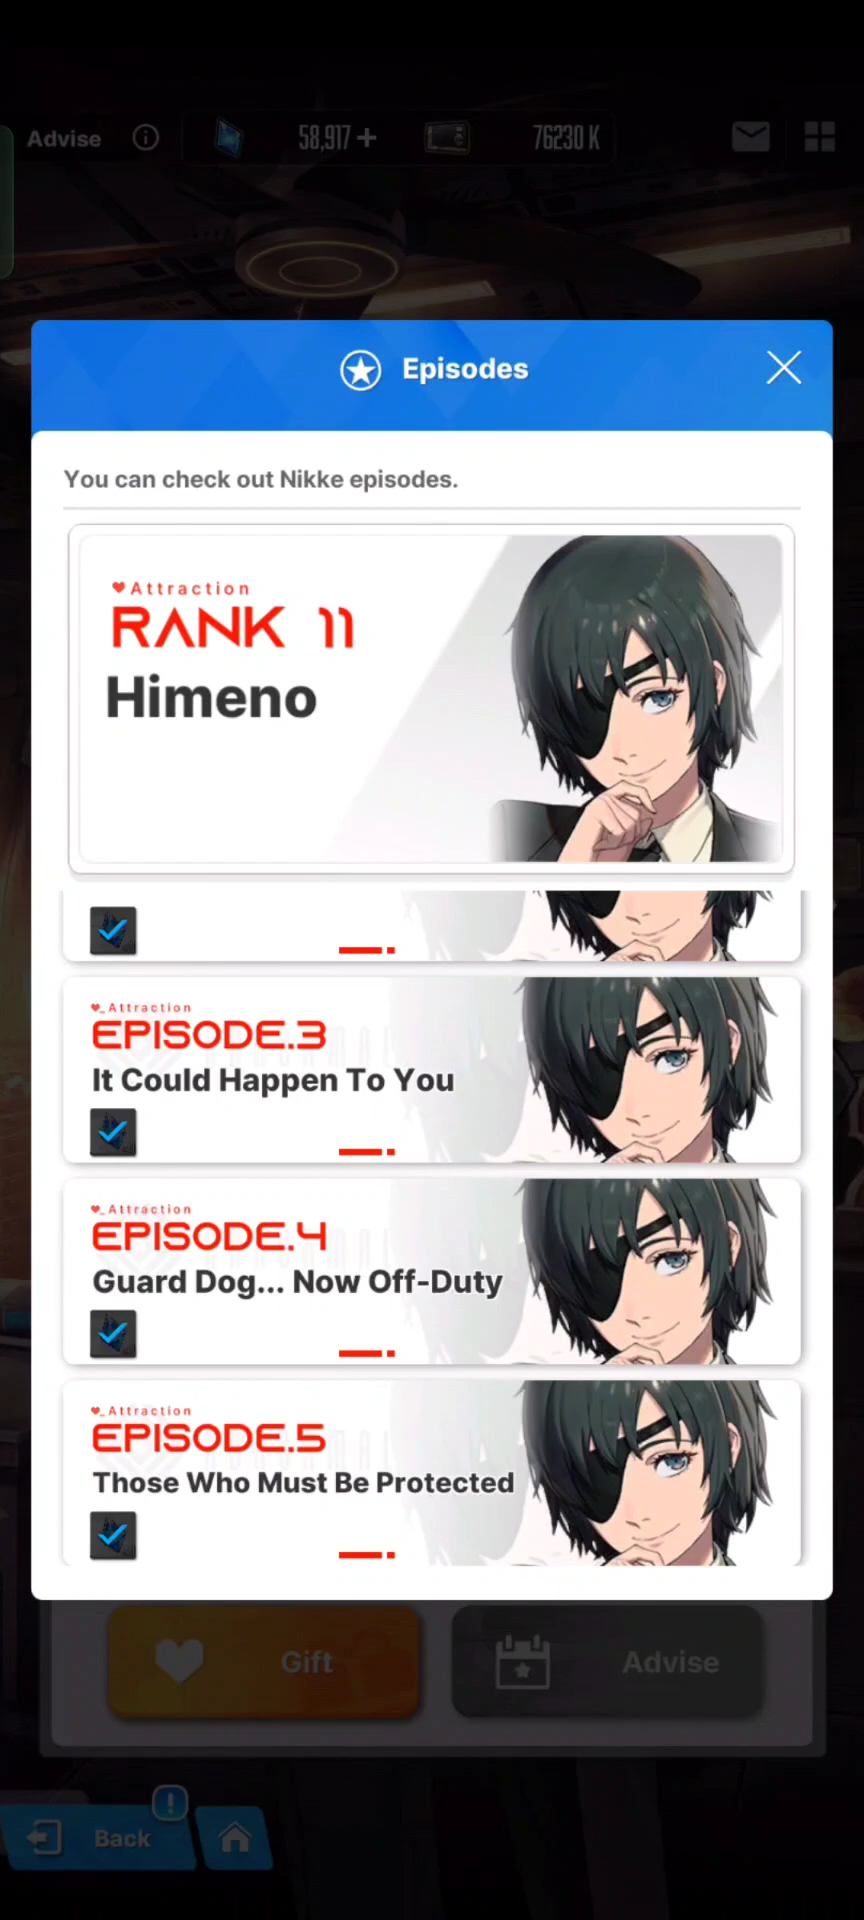 Advise
58,917
76230 K
Episodes
You can check out Nikke episodes.
Attraction
RANK 11
Himeno
Attraction
EPISODE.3
It Could Happen To You
Attraction
EPISODE.4
Guard Dog... Now Off-Duty
Attraction
EPISODE.5
Those Who Must Be Protected
Gift
Advise
Back